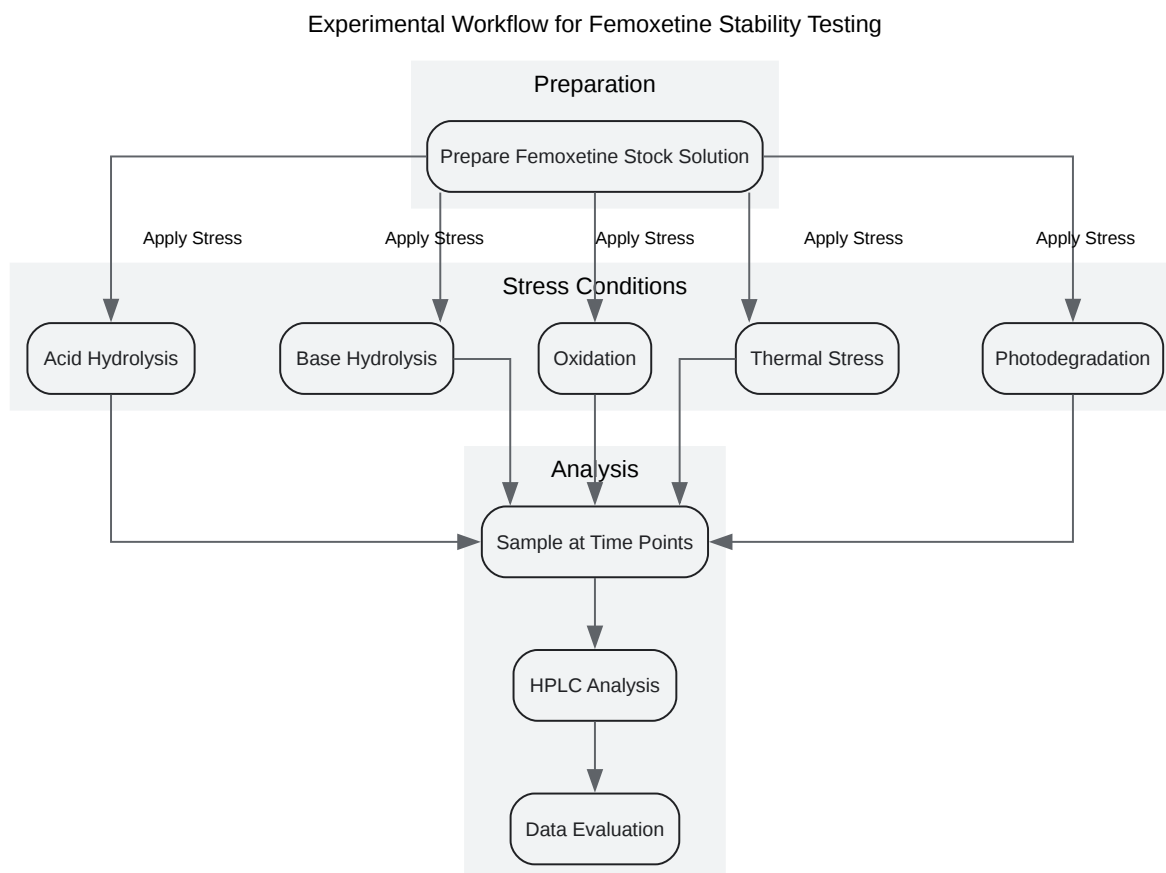 Experimental Workflow for Femoxetine Stability Testing
Preparation
Prepare Femoxetine Stock Solution
Apply Stress
Apply Stress
Apply Stress
Apply Stress
Apply Stress
Stress Conditions
Acid Hydrolysis
Base Hydrolysis
Oxidation
Thermal Stress
Photodegradation
Analysis
Sample at Time Points
HPLC Analysis
Data Evaluation